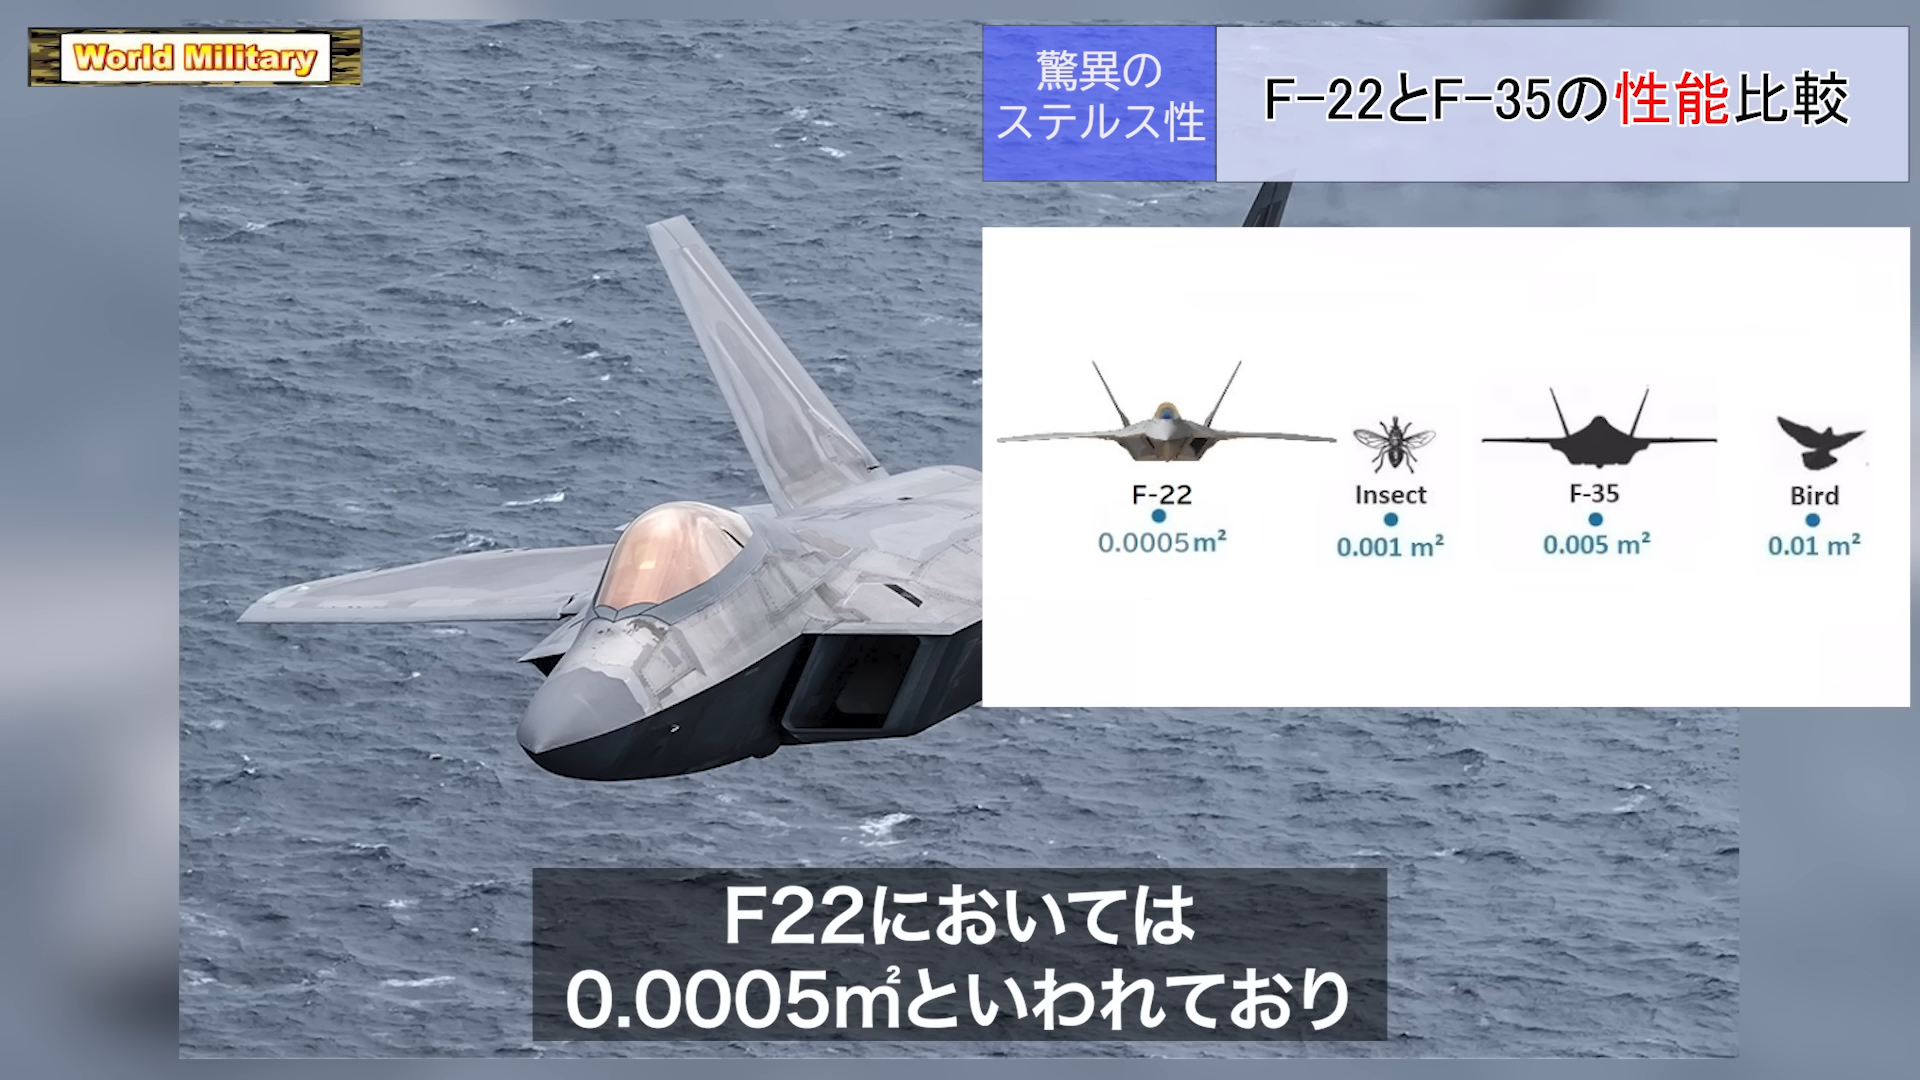 World Military
驚異の
ステルス性
F-22とF-35の性能比較
F-22
0.0005m²
Insect
0.001 m²
F-35
0.005 m²
Bird
0.01 m²
F22においては
0.0005㎡といわれており